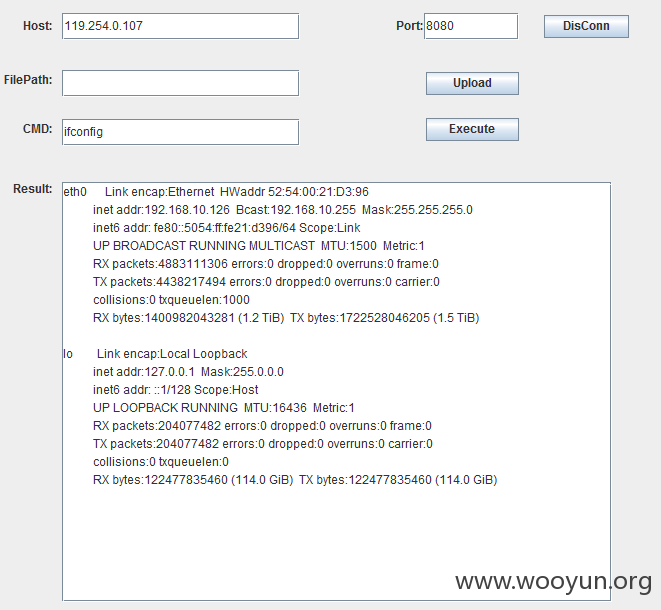 Host: 119.254.0.107 Port: 8080 DisConn
FilePath: Upload
CMD: ifconfig Execute
Result:
eth0 Link encap:Ethernet HWaddr 52:54:00:21:D3:96
inet addr:192.168.10.126 Bcast:192.168.10.255 Mask:255.255.255.0
inet6 addr: fe80::5054:ff:fe21:d396/64 Scope:Link
UP BROADCAST RUNNING MULTICAST MTU:1500 Metric:1
RX packets:4883111306 errors:0 dropped:0 overruns:0 frame:0
TX packets:4438217494 errors:0 dropped:0 overruns:0 carrier:0
collisions:0 txqueuelen:1000
RX bytes:1400982043281 (1.2 TiB) TX bytes:1722528046205 (1.5 TiB)
lo Link encap:Local Loopback
inet addr:127.0.0.1 Mask:255.0.0.0
inet6 addr: ::1/128 Scope:Host
UP LOOPBACK RUNNING MTU:16436 Metric:1
RX packets:204077482 errors:0 dropped:0 overruns:0 frame:0
TX packets:204077482 errors:0 dropped:0 overruns:0 carrier:0
collisions:0 txqueuelen:0
RX bytes:122477835460 (114.0 GiB) TX bytes:122477835460 (114.0 GiB)
www.wooyun.org